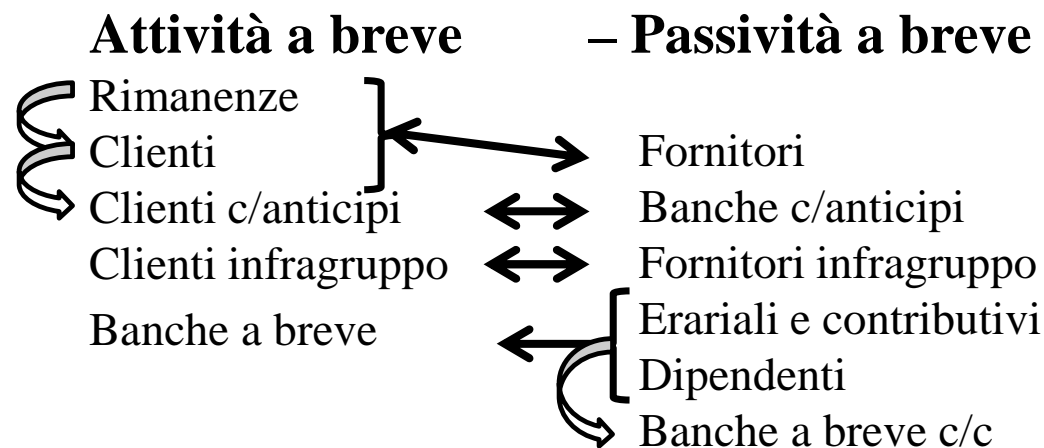 Attività a breve – Passività a breve
Rimanenze
Clienti Fornitori
Clienti c/anticipi Banche c/anticipi
Clienti infragruppo Fornitori infragruppo
Banche a breve Erariali e contributivi
Dipendenti
Banche a breve c/c